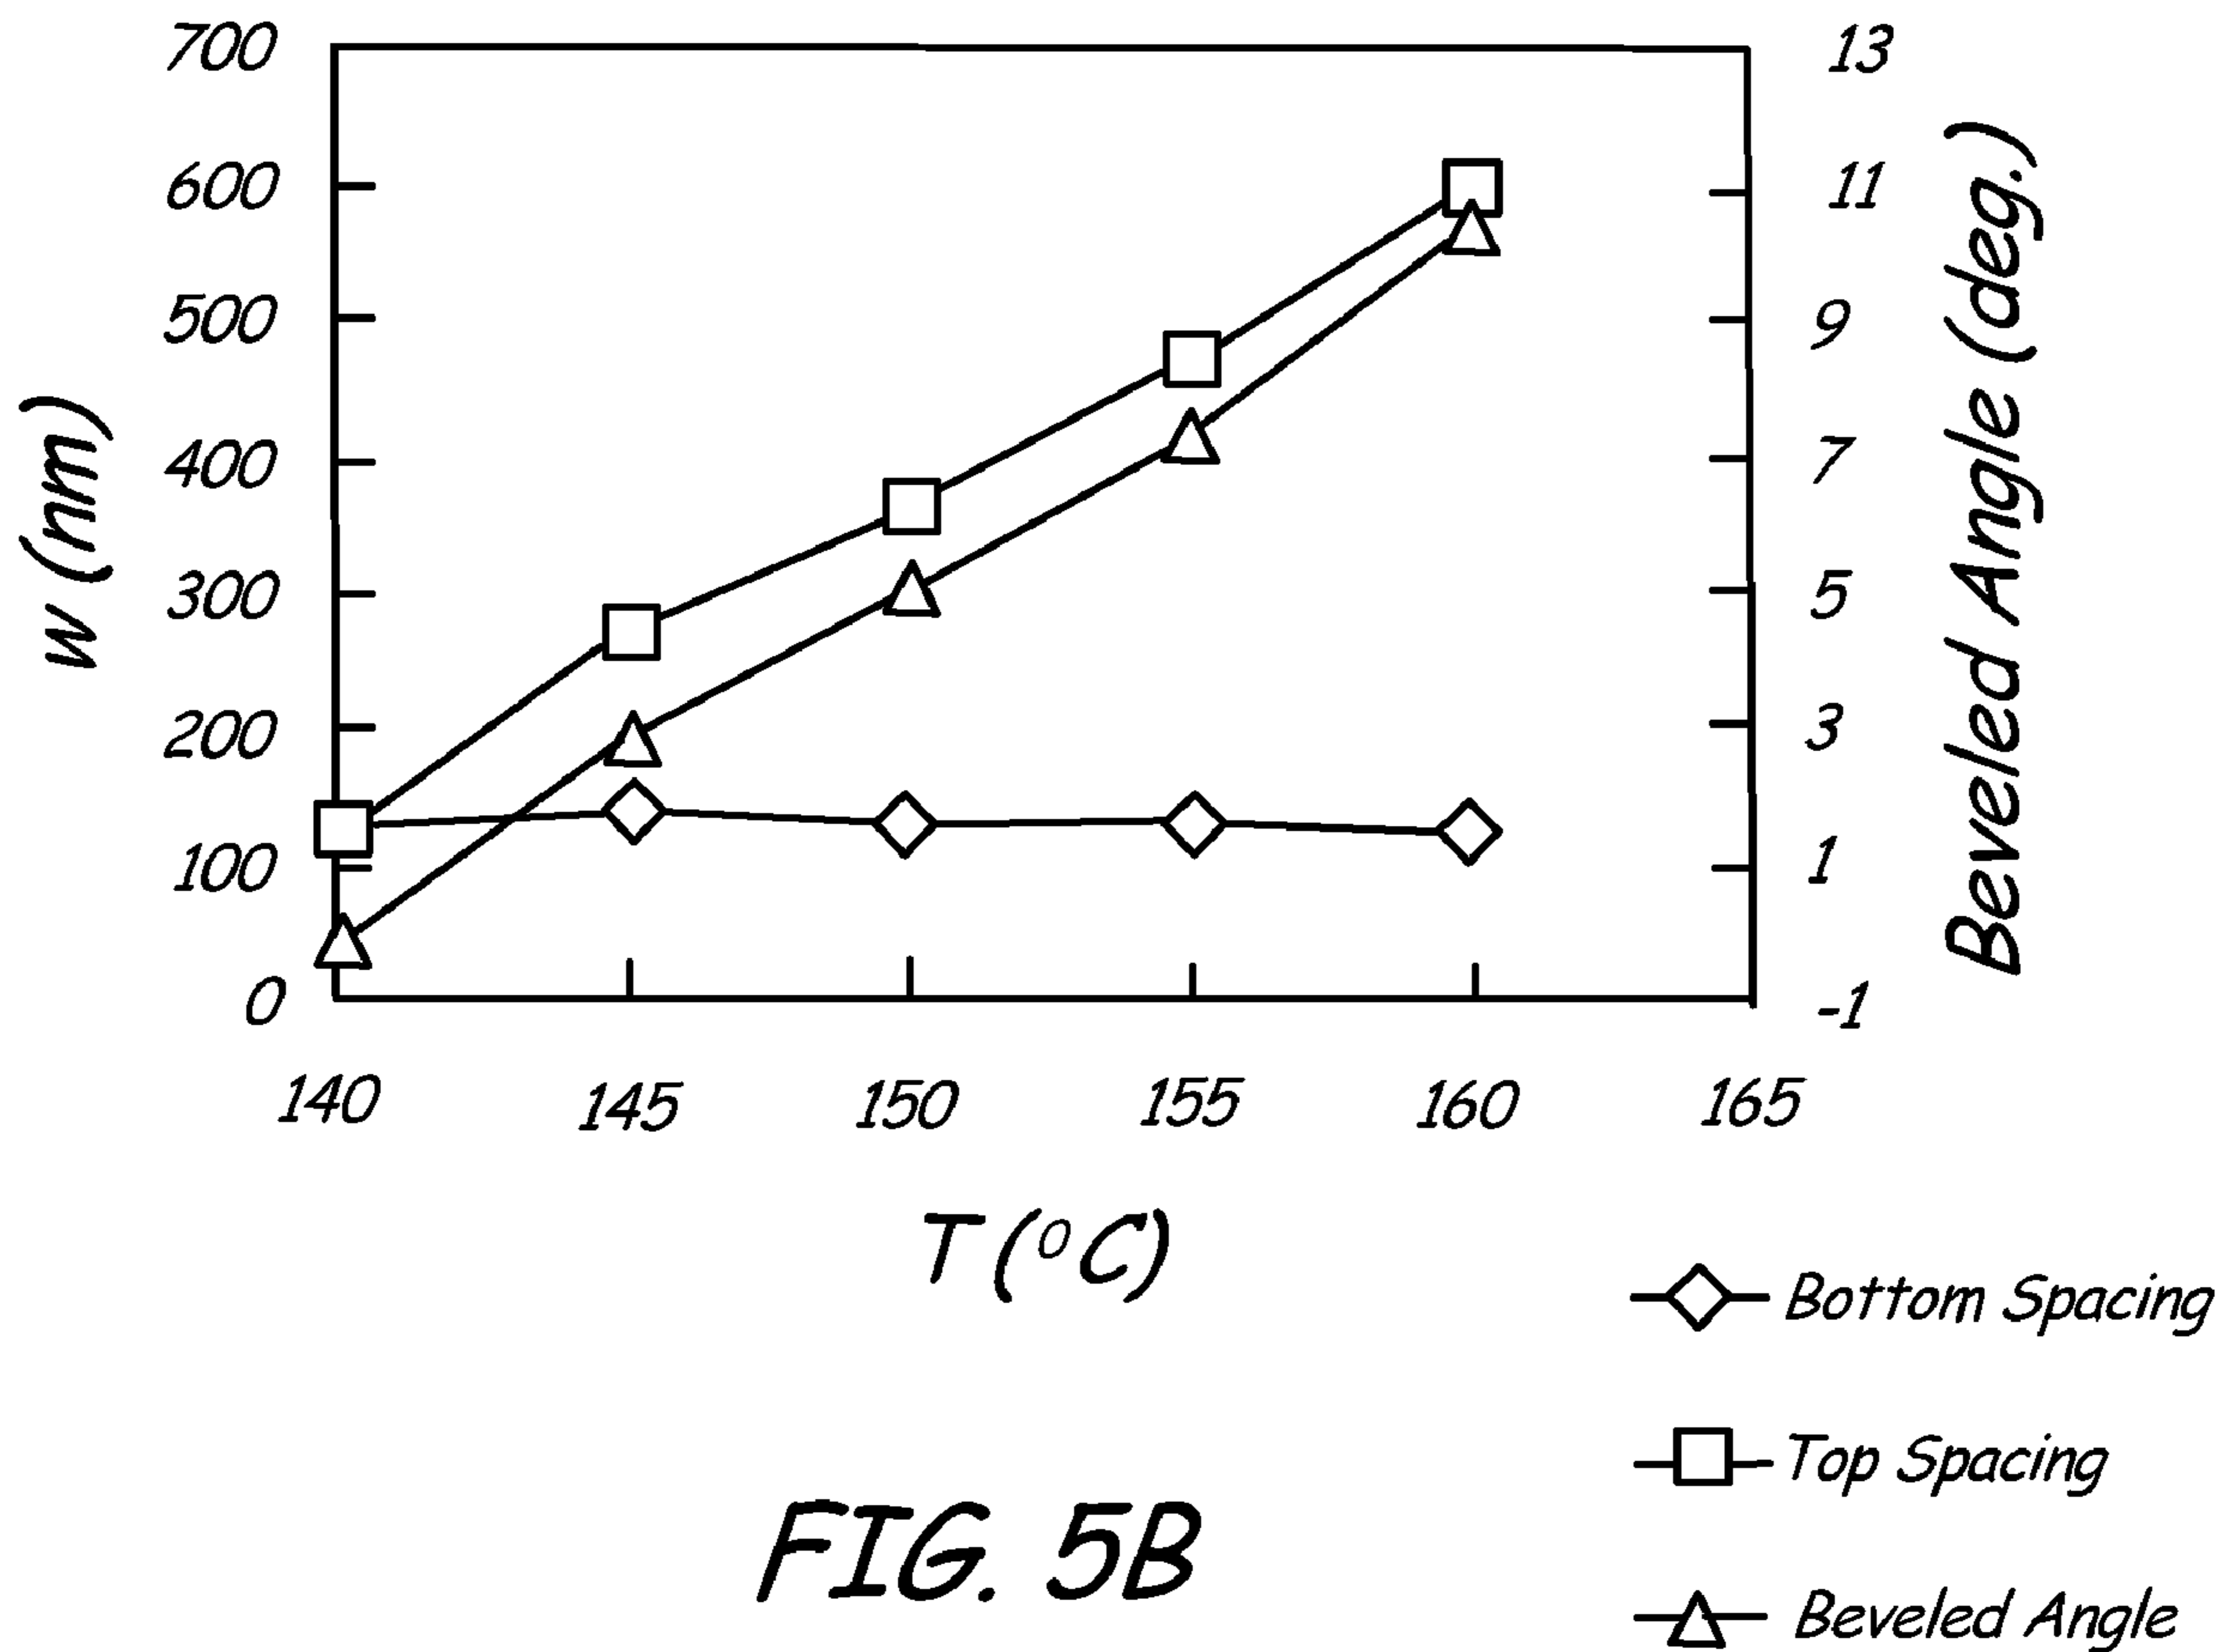 700
600
500
400
300
200
100
0
w (nm)
13
11
9
7
5
3
1
-1
Beveled Angle (deg.)
140 145 150 155 160 165
T (°C)
Bottom Spacing
Top Spacing
Beveled Angle
FIG. 5B